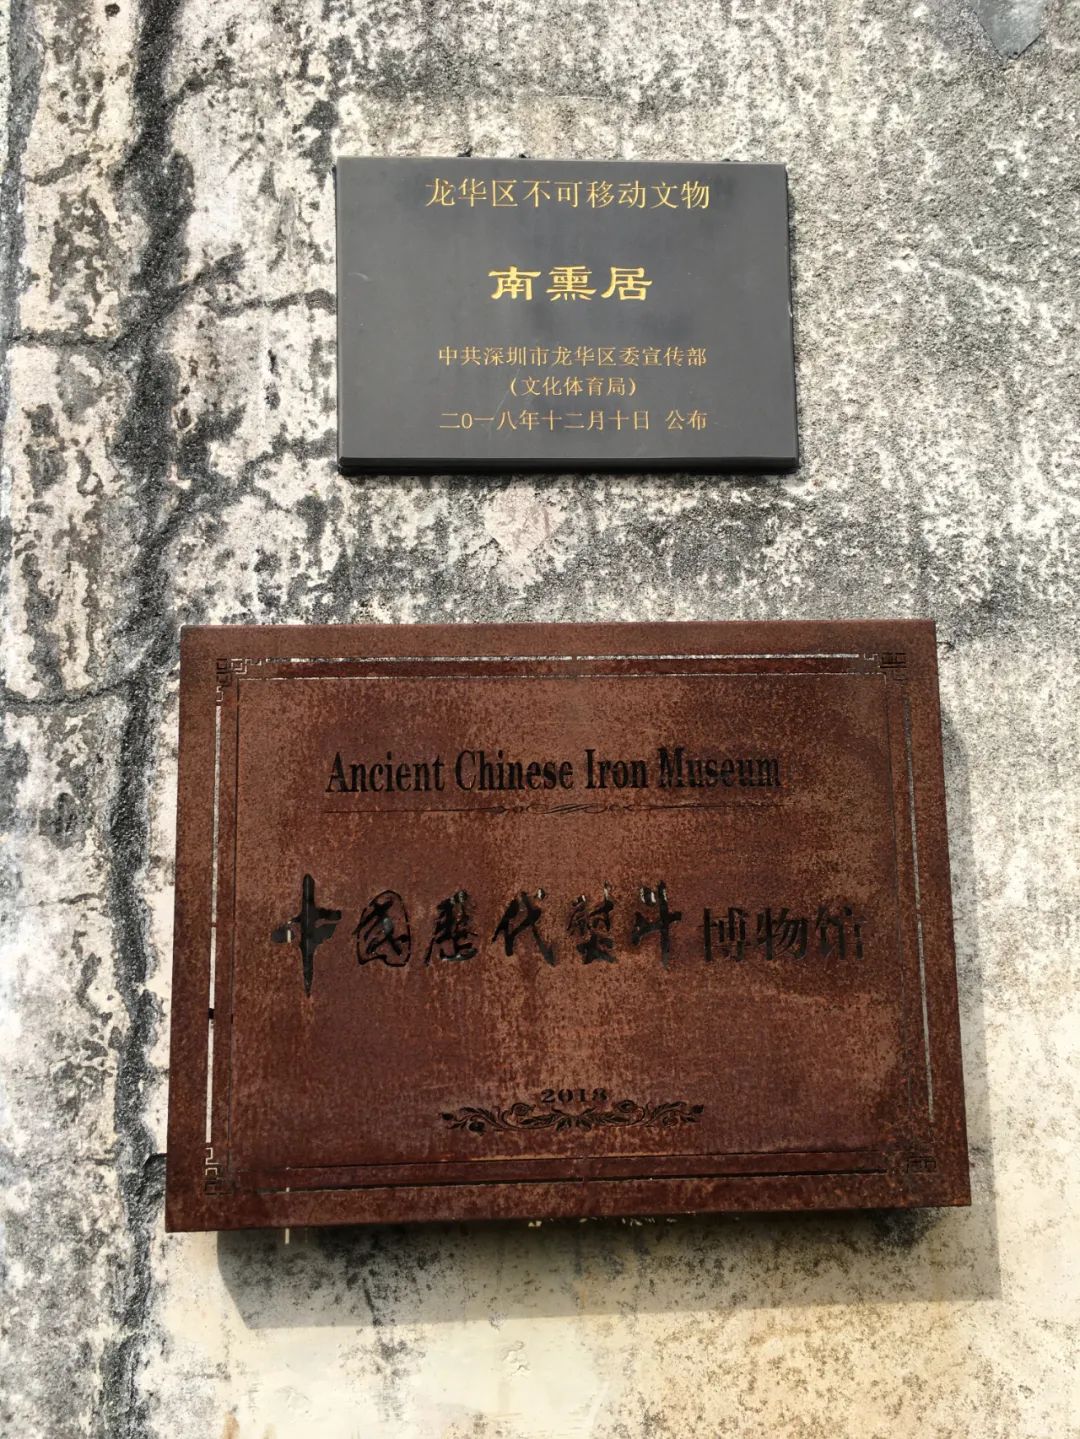 龙华区不可移动文物
南熏居
中共深圳市龙华区委宣传部
（文化体育局）
二0一八年十二月十日 公布
Ancient Chinese Iron Museum
中国历代熨斗博物馆
2018